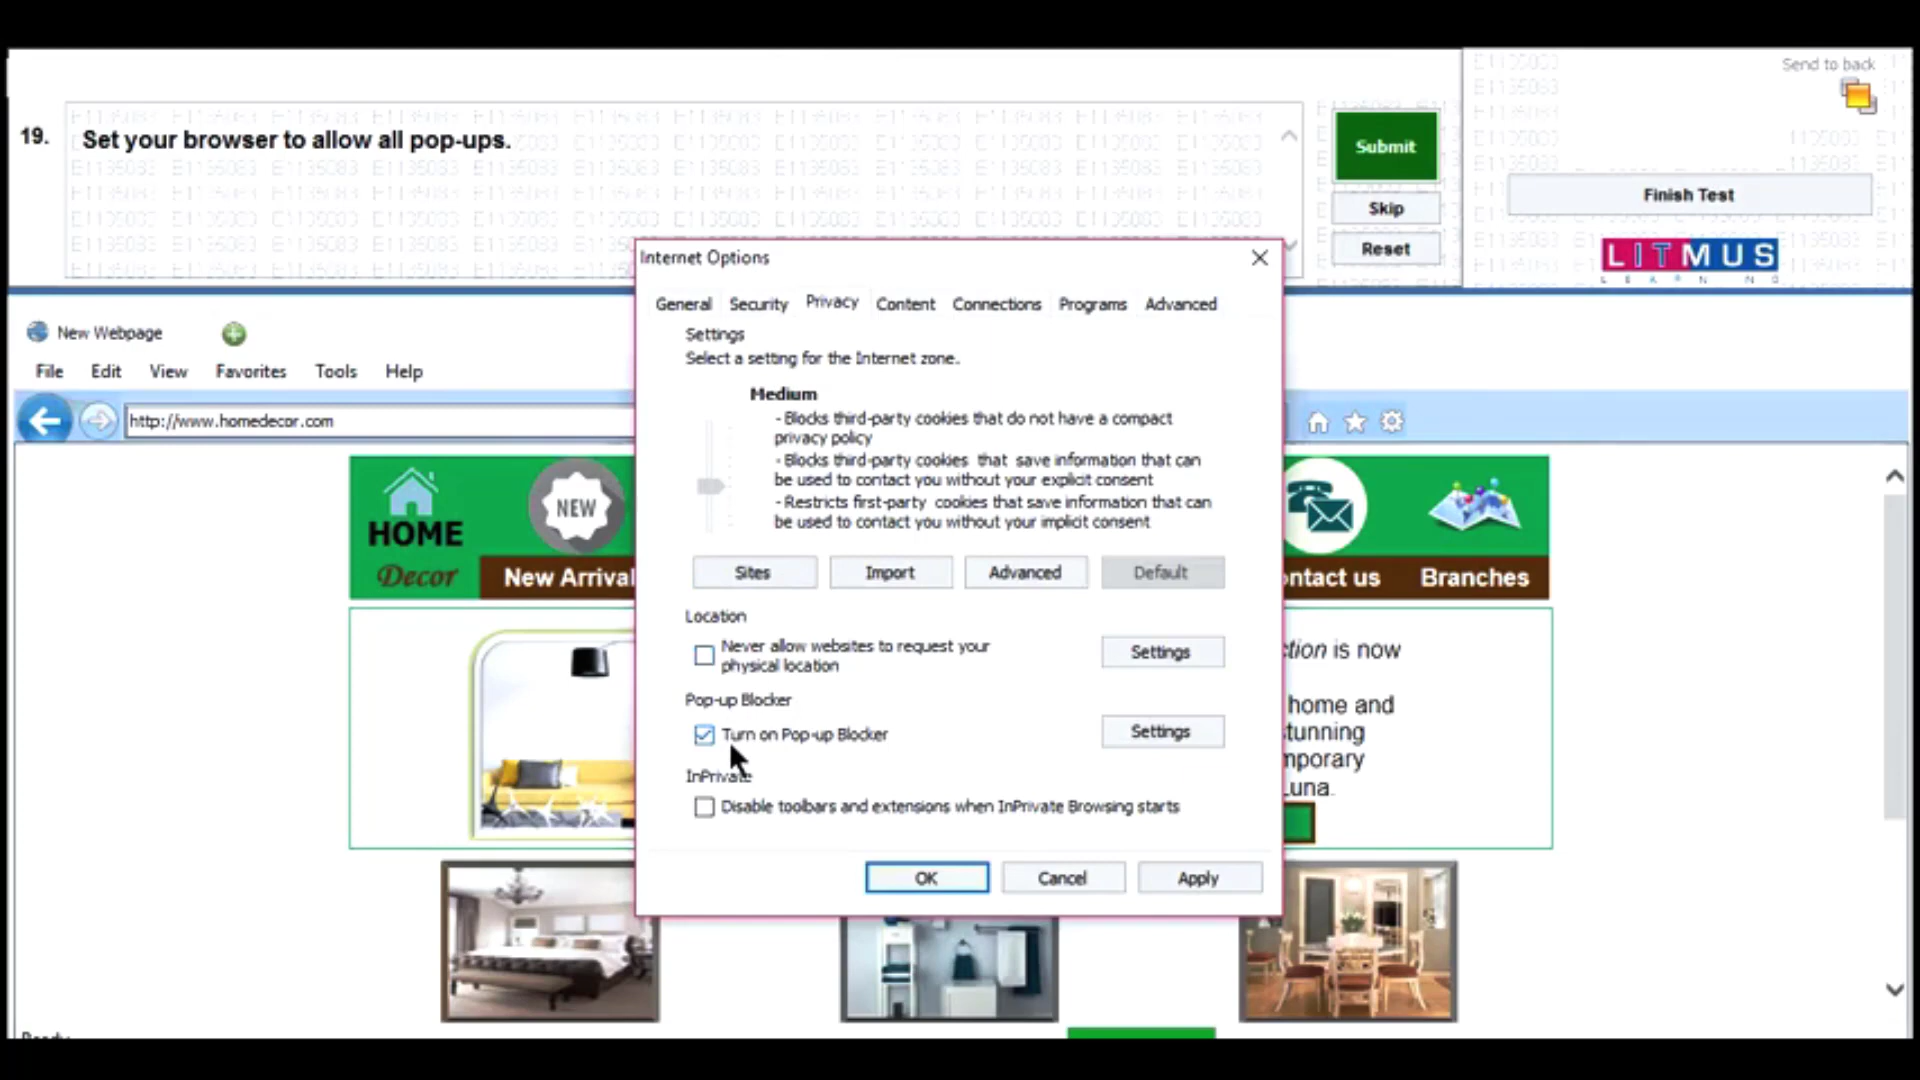 Send to back
19.
Set your browser to allow all pop-ups.
Submit
Skip
Reset
Finish Test
LITMUS
LEARNING
Internet Options
General Security Privacy Content Connections Programs Advanced
Settings
Select a setting for the Internet zone.
Medium
- Blocks third-party cookies that do not have a compact
privacy policy
- Blocks third-party cookies that save information that can
be used to contact you without your explicit consent
- Restricts first-party cookies that save information that can
be used to contact you without your implicit consent
Sites Import Advanced Default
Location
Never allow websites to request your
physical location
Settings
Pop-up Blocker
Turn on Pop-up Blocker
Settings
InPrivate
Disable toolbars and extensions when InPrivate Browsing starts
OK Cancel Apply
New Webpage
File Edit View Favorites Tools Help
http://www.homedecor.com
HOME
Decor
NEW
New Arrival
ntact us
Branches
ction is now
home and
tunning
mporary
Luna.